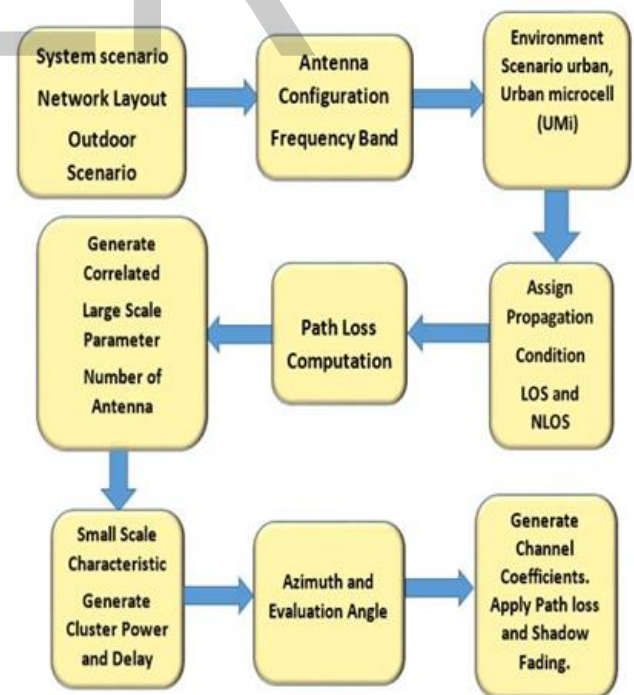 System scenario
Network Layout
Outdoor
Scenario
Antenna
Configuration
Frequency Band
Environment
Scenario urban,
Urban microcell
(UMi)
Assign
Propagation
Condition
LOS and
NLOS
Path Loss
Computation
Generate
Correlated
Large Scale
Parameter
Number of
Antenna
Small Scale
Characteristic
Generate
Cluster Power
and Delay
Azimuth and
Evaluation Angle
Generate
Channel
Coefficients.
Apply Path loss
and Shadow
Fading.